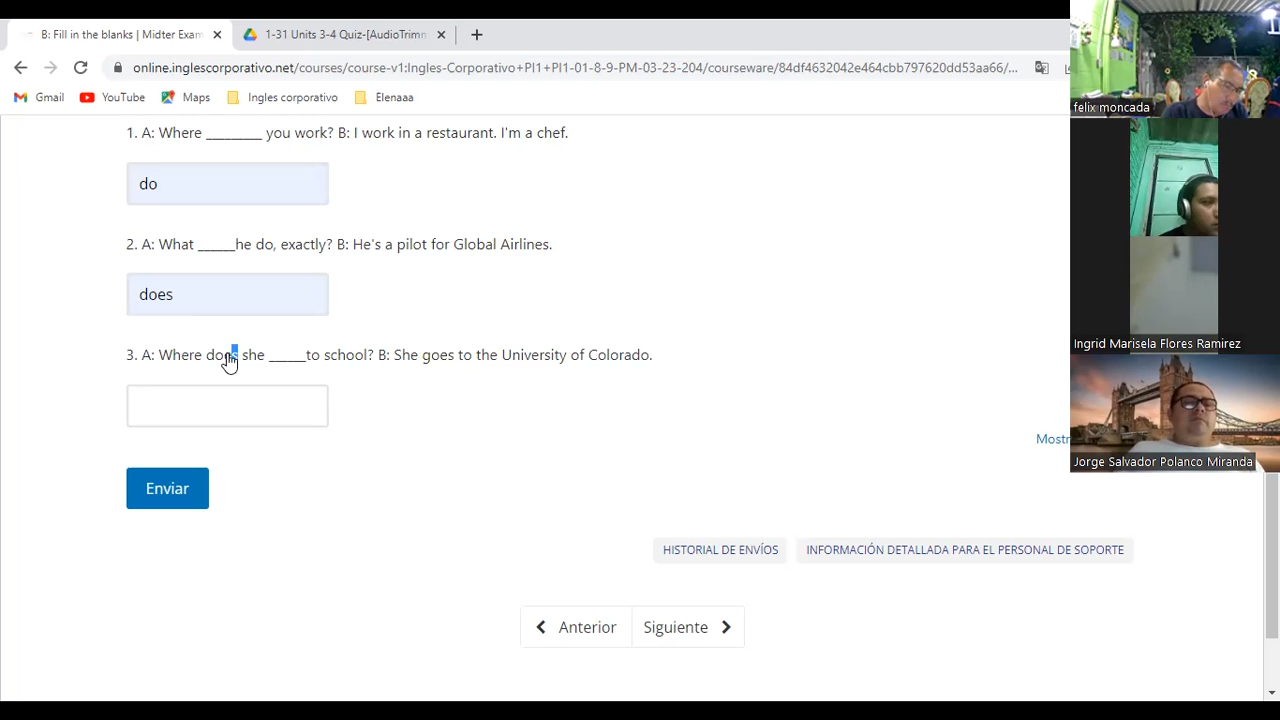 B: Fill in the blanks | Midter Exam
1-31 Units 3-4 Quiz-[AudioTrimm
online.inglescorporativo.net/courses/course-v1:Ingles-Corporativo+PI1+PI1-01-8-9-PM-03-23-204/courseware/84df4632042e464cbb797620dd53aa66/...
Gmail YouTube Maps Ingles corporativo Elenaaa
1. A: Where _________ you work? B: I work in a restaurant. I'm a chef.
do
2. A: What ______he do, exactly? B: He's a pilot for Global Airlines.
does
3. A: Where does she ______to school? B: She goes to the University of Colorado.
Mostr
Enviar
HISTORIAL DE ENVÍOS INFORMACIÓN DETALLADA PARA EL PERSONAL DE SOPORTE
Anterior Siguiente
felix moncada
Ingrid Marisela Flores Ramirez
Jorge Salvador Polanco Miranda